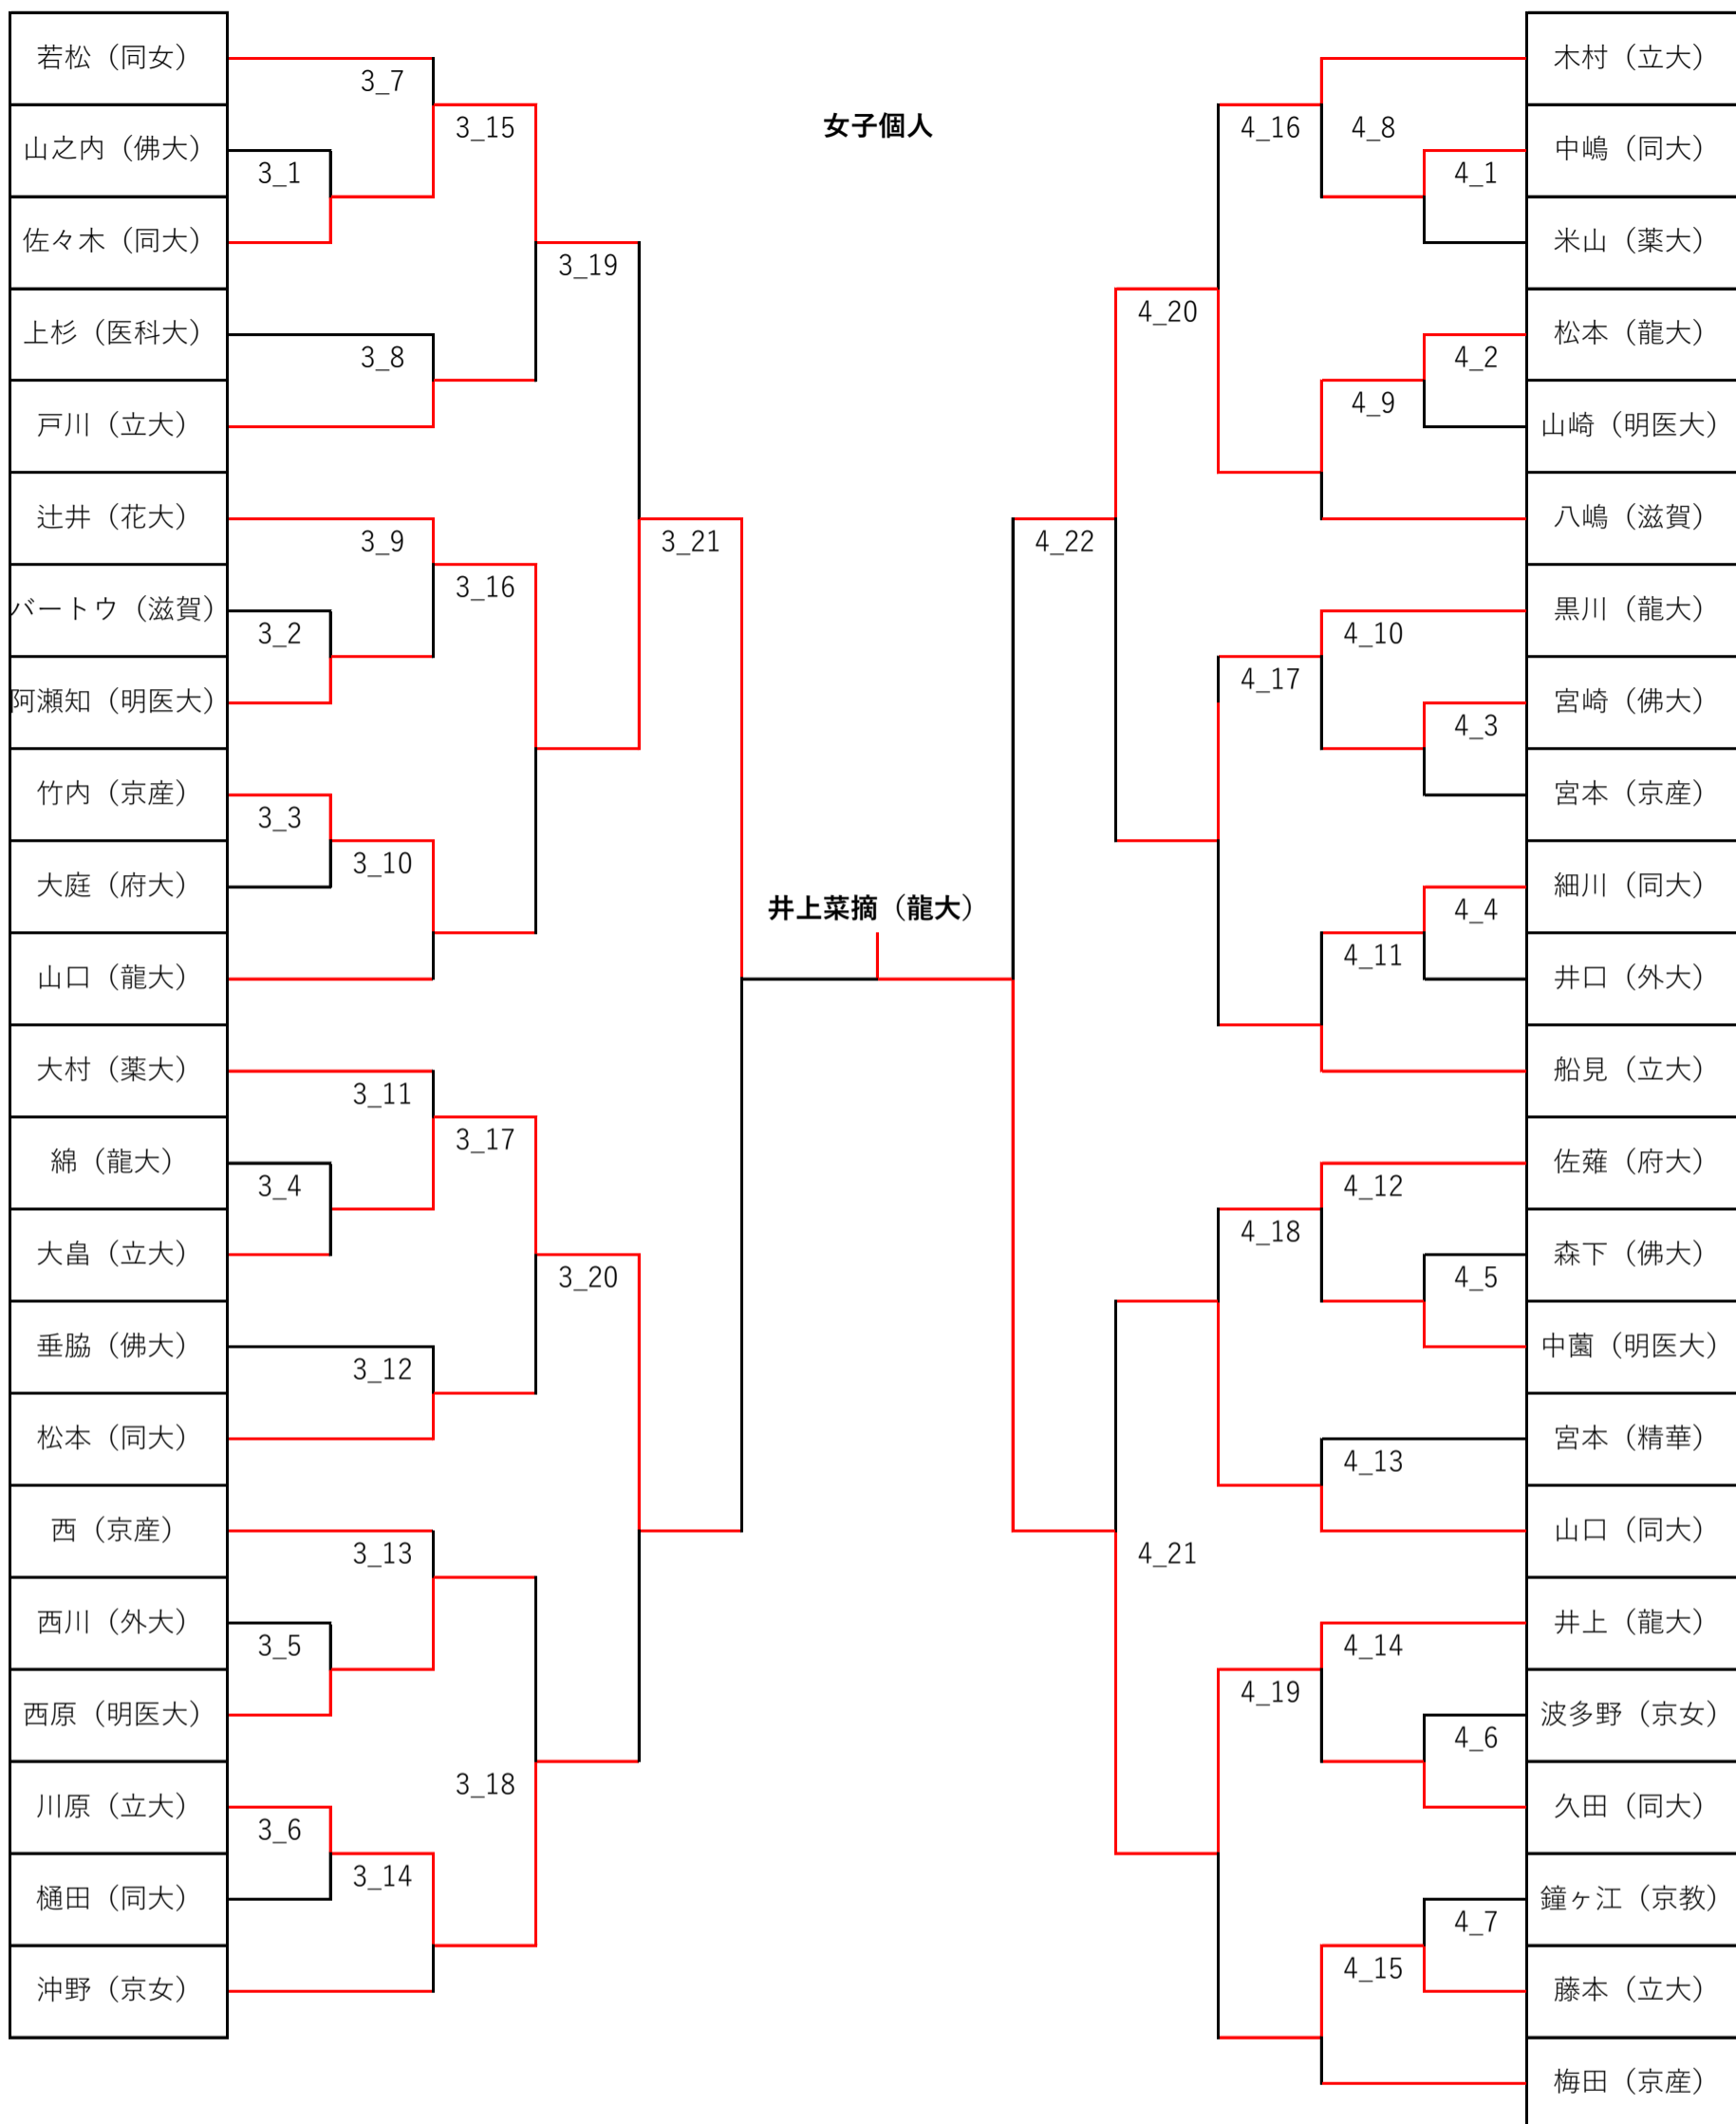 女子個人
井上菜摘（龍大）
若松（同女）
山之内（佛大）
佐々木（同大）
上杉（医科大）
戸川（立大）
辻井（花大）
バートウ（滋賀）
阿瀬知（明医大）
竹内（京産）
大庭（府大）
山口（龍大）
大村（薬大）
綿（龍大）
大畠（立大）
垂脇（佛大）
松本（同大）
西（京産）
西川（外大）
西原（明医大）
川原（立大）
樋田（同大）
沖野（京女）
3_1
3_2
3_3
3_4
3_5
3_6
3_7
3_8
3_9
3_10
3_11
3_12
3_13
3_14
3_15
3_16
3_17
3_18
3_19
3_20
3_21
4_22
4_20
4_21
4_16
4_17
4_18
4_19
4_8
4_9
4_10
4_11
4_12
4_13
4_14
4_15
4_1
4_2
4_3
4_4
4_5
4_6
4_7
木村（立大）
中嶋（同大）
米山（薬大）
松本（龍大）
山崎（明医大）
八嶋（滋賀）
黒川（龍大）
宮崎（佛大）
宮本（京産）
細川（同大）
井口（外大）
船見（立大）
佐薙（府大）
森下（佛大）
中薗（明医大）
宮本（精華）
山口（同大）
井上（龍大）
波多野（京女）
久田（同大）
鐘ヶ江（京教）
藤本（立大）
梅田（京産）